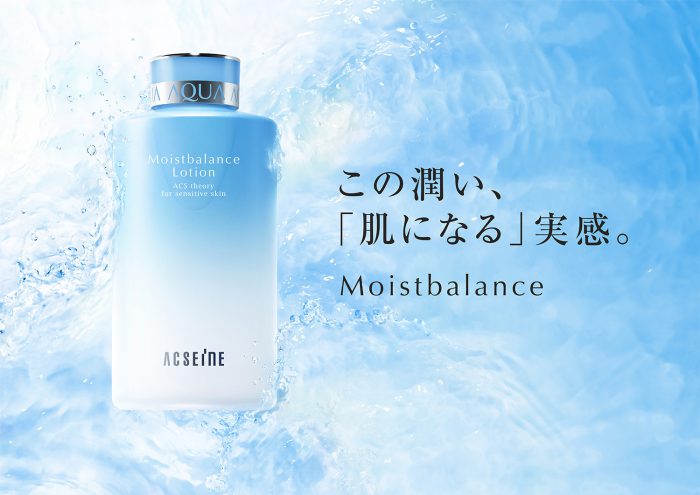 AQUA
Moistbalance
Lotion
ACS theory
for sensitive skin
ACSEINE
この潤い、
「肌になる」実感。
Moistbalance